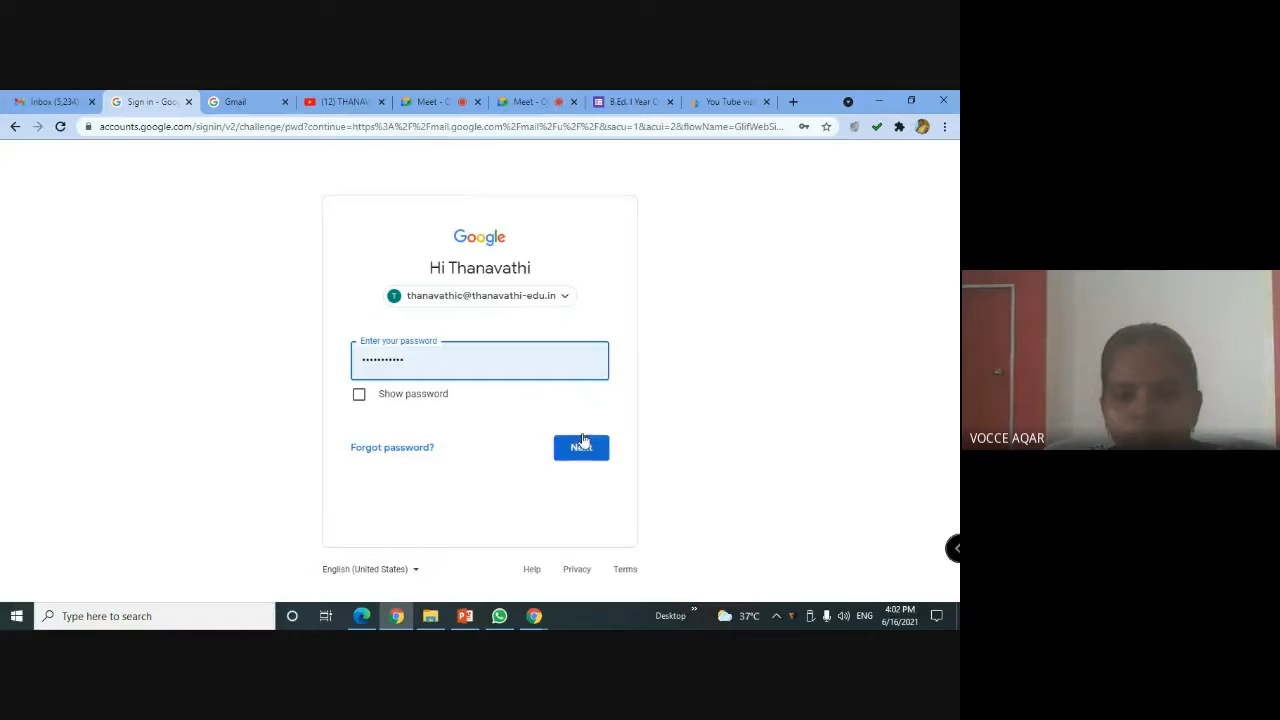 Inbox (5,234)
Sign in - Goo
Gmail
(12) THANAV
Meet - C
Meet - C
B.Ed. I Year C
You Tube vis
accounts.google.com/signin/v2/challenge/pwd?continue=https%3A%2F%2Fmail.google.com%2Fmail%2Fu%2F%2F&sacu=1&acui=2&flowName=GlifWebSi...
Google
Hi Thanavathi
T thanavathic@thanavathi-edu.in
Enter your password
•••••••••••
Show password
Forgot password?
Next
English (United States)
Help
Privacy
Terms
VOCCE AQAR
Type here to search
Desktop
37°C
ENG
4:02 PM
6/16/2021